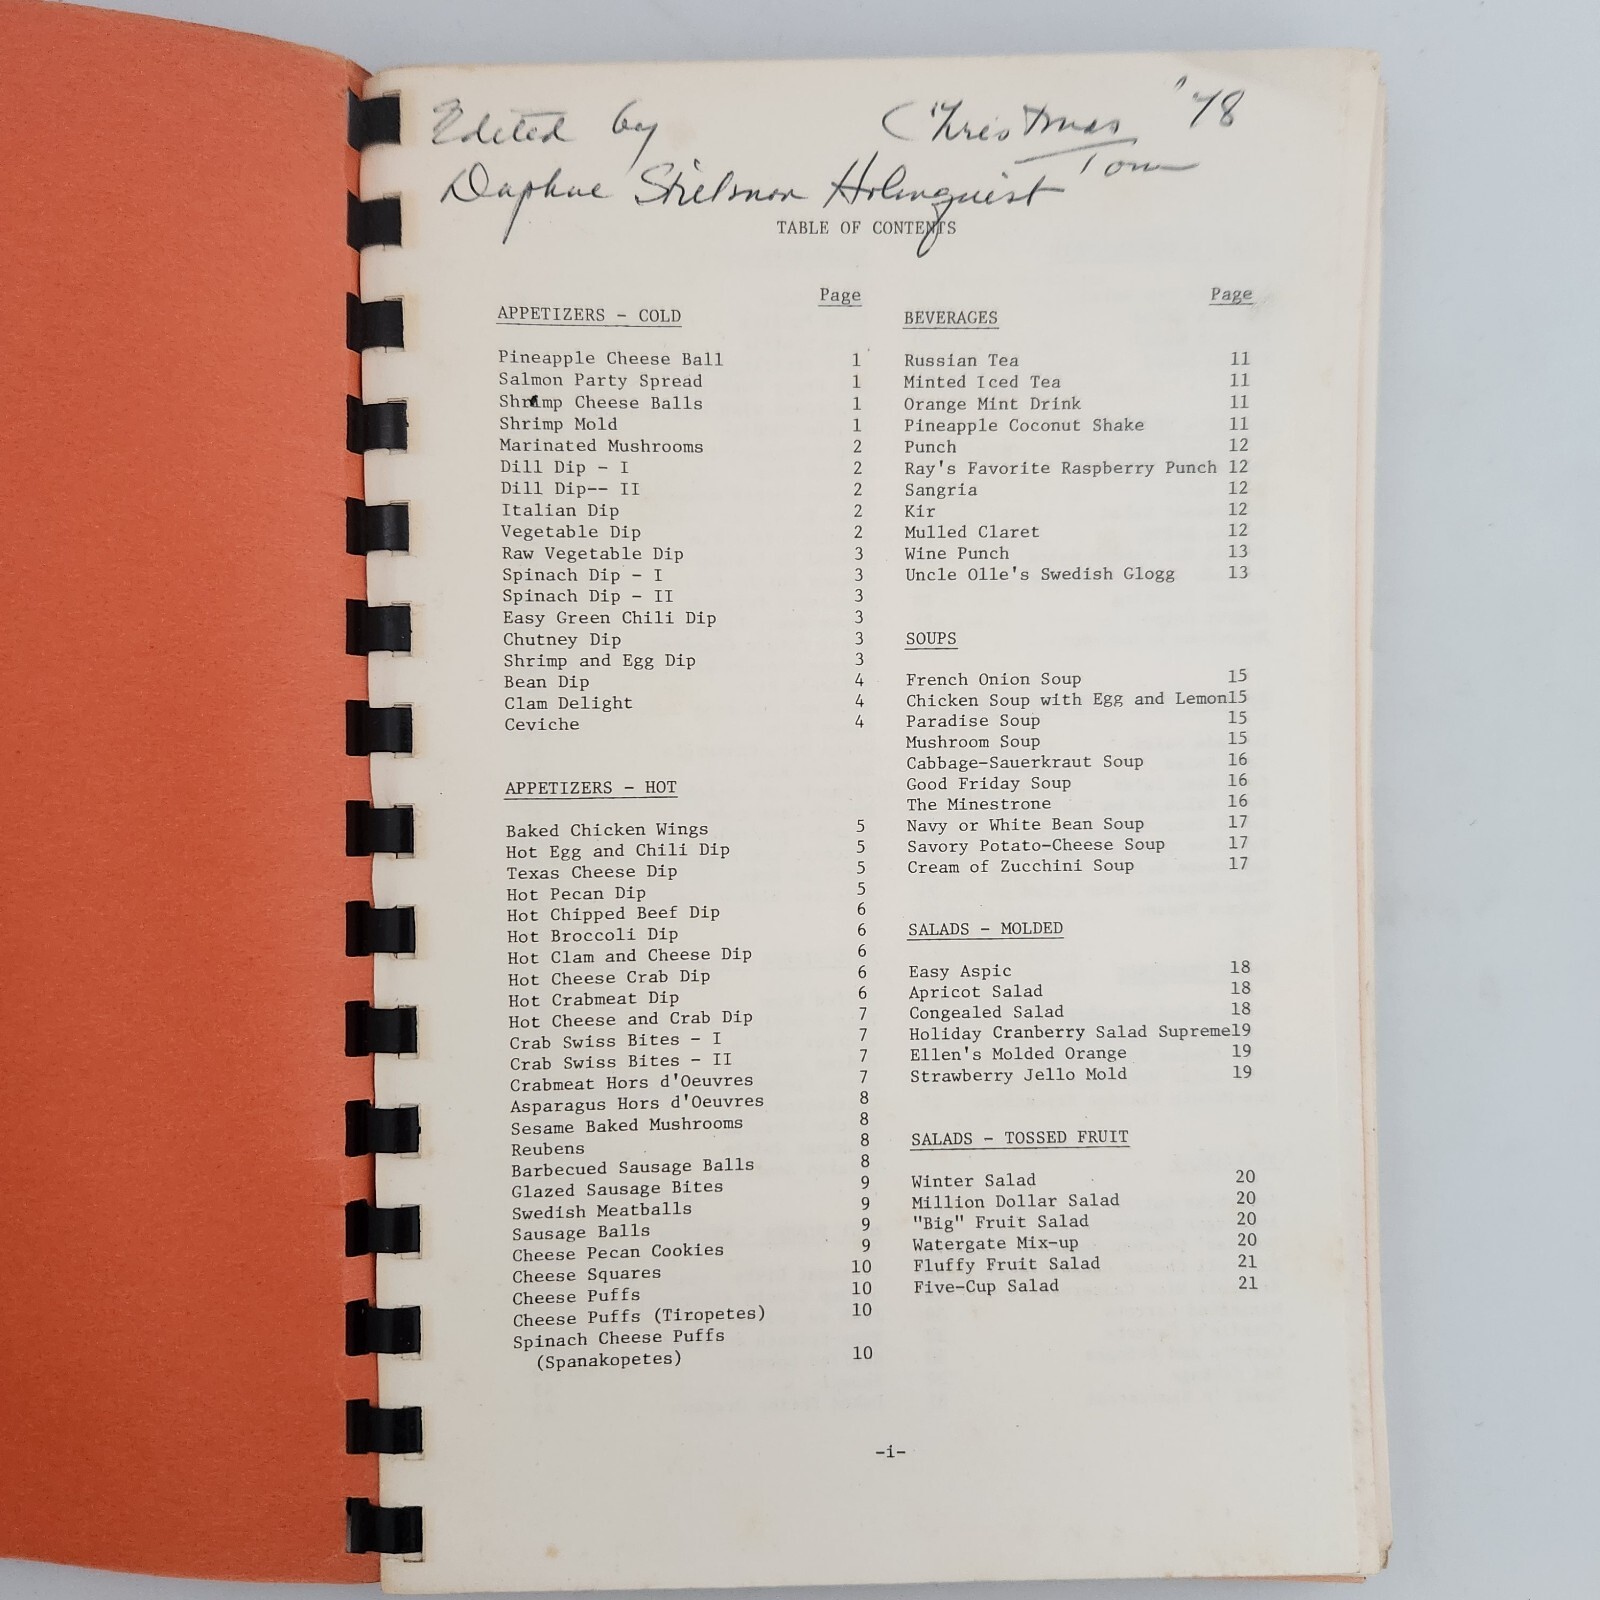 Edited by Christmas '78
Tom
Daphne Stielsmon Holmquist
TABLE OF CONTENTS
Page
APPETIZERS - COLD
Pineapple Cheese Ball 1
Salmon Party Spread 1
Shrimp Cheese Balls 1
Shrimp Mold 1
Marinated Mushrooms 2
Dill Dip - I 2
Dill Dip-- II 2
Italian Dip 2
Vegetable Dip 2
Raw Vegetable Dip 3
Spinach Dip - I 3
Spinach Dip - II 3
Easy Green Chili Dip 3
Chutney Dip 3
Shrimp and Egg Dip 3
Bean Dip 4
Clam Delight 4
Ceviche 4
APPETIZERS - HOT
Baked Chicken Wings 5
Hot Egg and Chili Dip 5
Texas Cheese Dip 5
Hot Pecan Dip 5
Hot Chipped Beef Dip 6
Hot Broccoli Dip 6
Hot Clam and Cheese Dip 6
Hot Cheese Crab Dip 6
Hot Crabmeat Dip 6
Hot Cheese and Crab Dip 7
Crab Swiss Bites - I 7
Crab Swiss Bites - II 7
Crabmeat Hors d'Oeuvres 7
Asparagus Hors d'Oeuvres 8
Sesame Baked Mushrooms 8
Reubens 8
Barbecued Sausage Balls 8
Glazed Sausage Bites 9
Swedish Meatballs 9
Sausage Balls 9
Cheese Pecan Cookies 9
Cheese Squares 10
Cheese Puffs 10
Cheese Puffs (Tiropetes) 10
Spinach Cheese Puffs
(Spanakopetes) 10
Page
BEVERAGES
Russian Tea 11
Minted Iced Tea 11
Orange Mint Drink 11
Pineapple Coconut Shake 11
Punch 12
Ray's Favorite Raspberry Punch 12
Sangria 12
Kir 12
Mulled Claret 12
Wine Punch 13
Uncle Olle's Swedish Glogg 13
SOUPS
French Onion Soup 15
Chicken Soup with Egg and Lemon15
Paradise Soup 15
Mushroom Soup 15
Cabbage-Sauerkraut Soup 16
Good Friday Soup 16
The Minestrone 16
Navy or White Bean Soup 17
Savory Potato-Cheese Soup 17
Cream of Zucchini Soup 17
SALADS - MOLDED
Easy Aspic 18
Apricot Salad 18
Congealed Salad 18
Holiday Cranberry Salad Supreme19
Ellen's Molded Orange 19
Strawberry Jello Mold 19
SALADS - TOSSED FRUIT
Winter Salad 20
Million Dollar Salad 20
"Big" Fruit Salad 20
Watergate Mix-up 20
Fluffy Fruit Salad 21
Five-Cup Salad 21
-i-